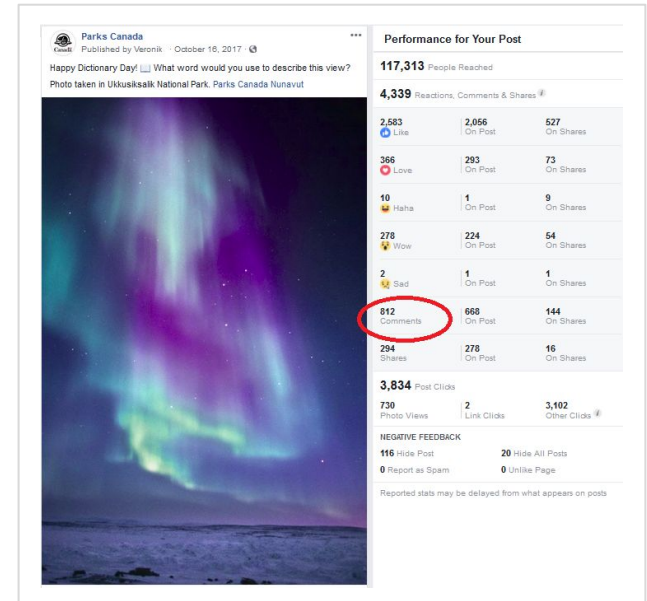 Parks Canada
Published by Veronik · October 16, 2017 ·
Happy Dictionary Day! 📖 What word would you use to describe this view?
Photo taken in Ukkusiksalik National Park. Parks Canada Nunavut
Canada
Performance for Your Post
117,313 People Reached
4,339 Reactions, Comments & Shares
2,583 2,056 527
Like On Post On Shares
366 293 73
Love On Post On Shares
10 1 9
Haha On Post On Shares
278 224 54
Wow On Post On Shares
2 1 1
Sad On Post On Shares
812 668 144
Comments On Post On Shares
294 278 16
Shares On Post On Shares
3,834 Post Clicks
730 2 3,102
Photo Views Link Clicks Other Clicks
NEGATIVE FEEDBACK
116 Hide Post 20 Hide All Posts
0 Report as Spam 0 Unlike Page
Reported stats may be delayed from what appears on posts